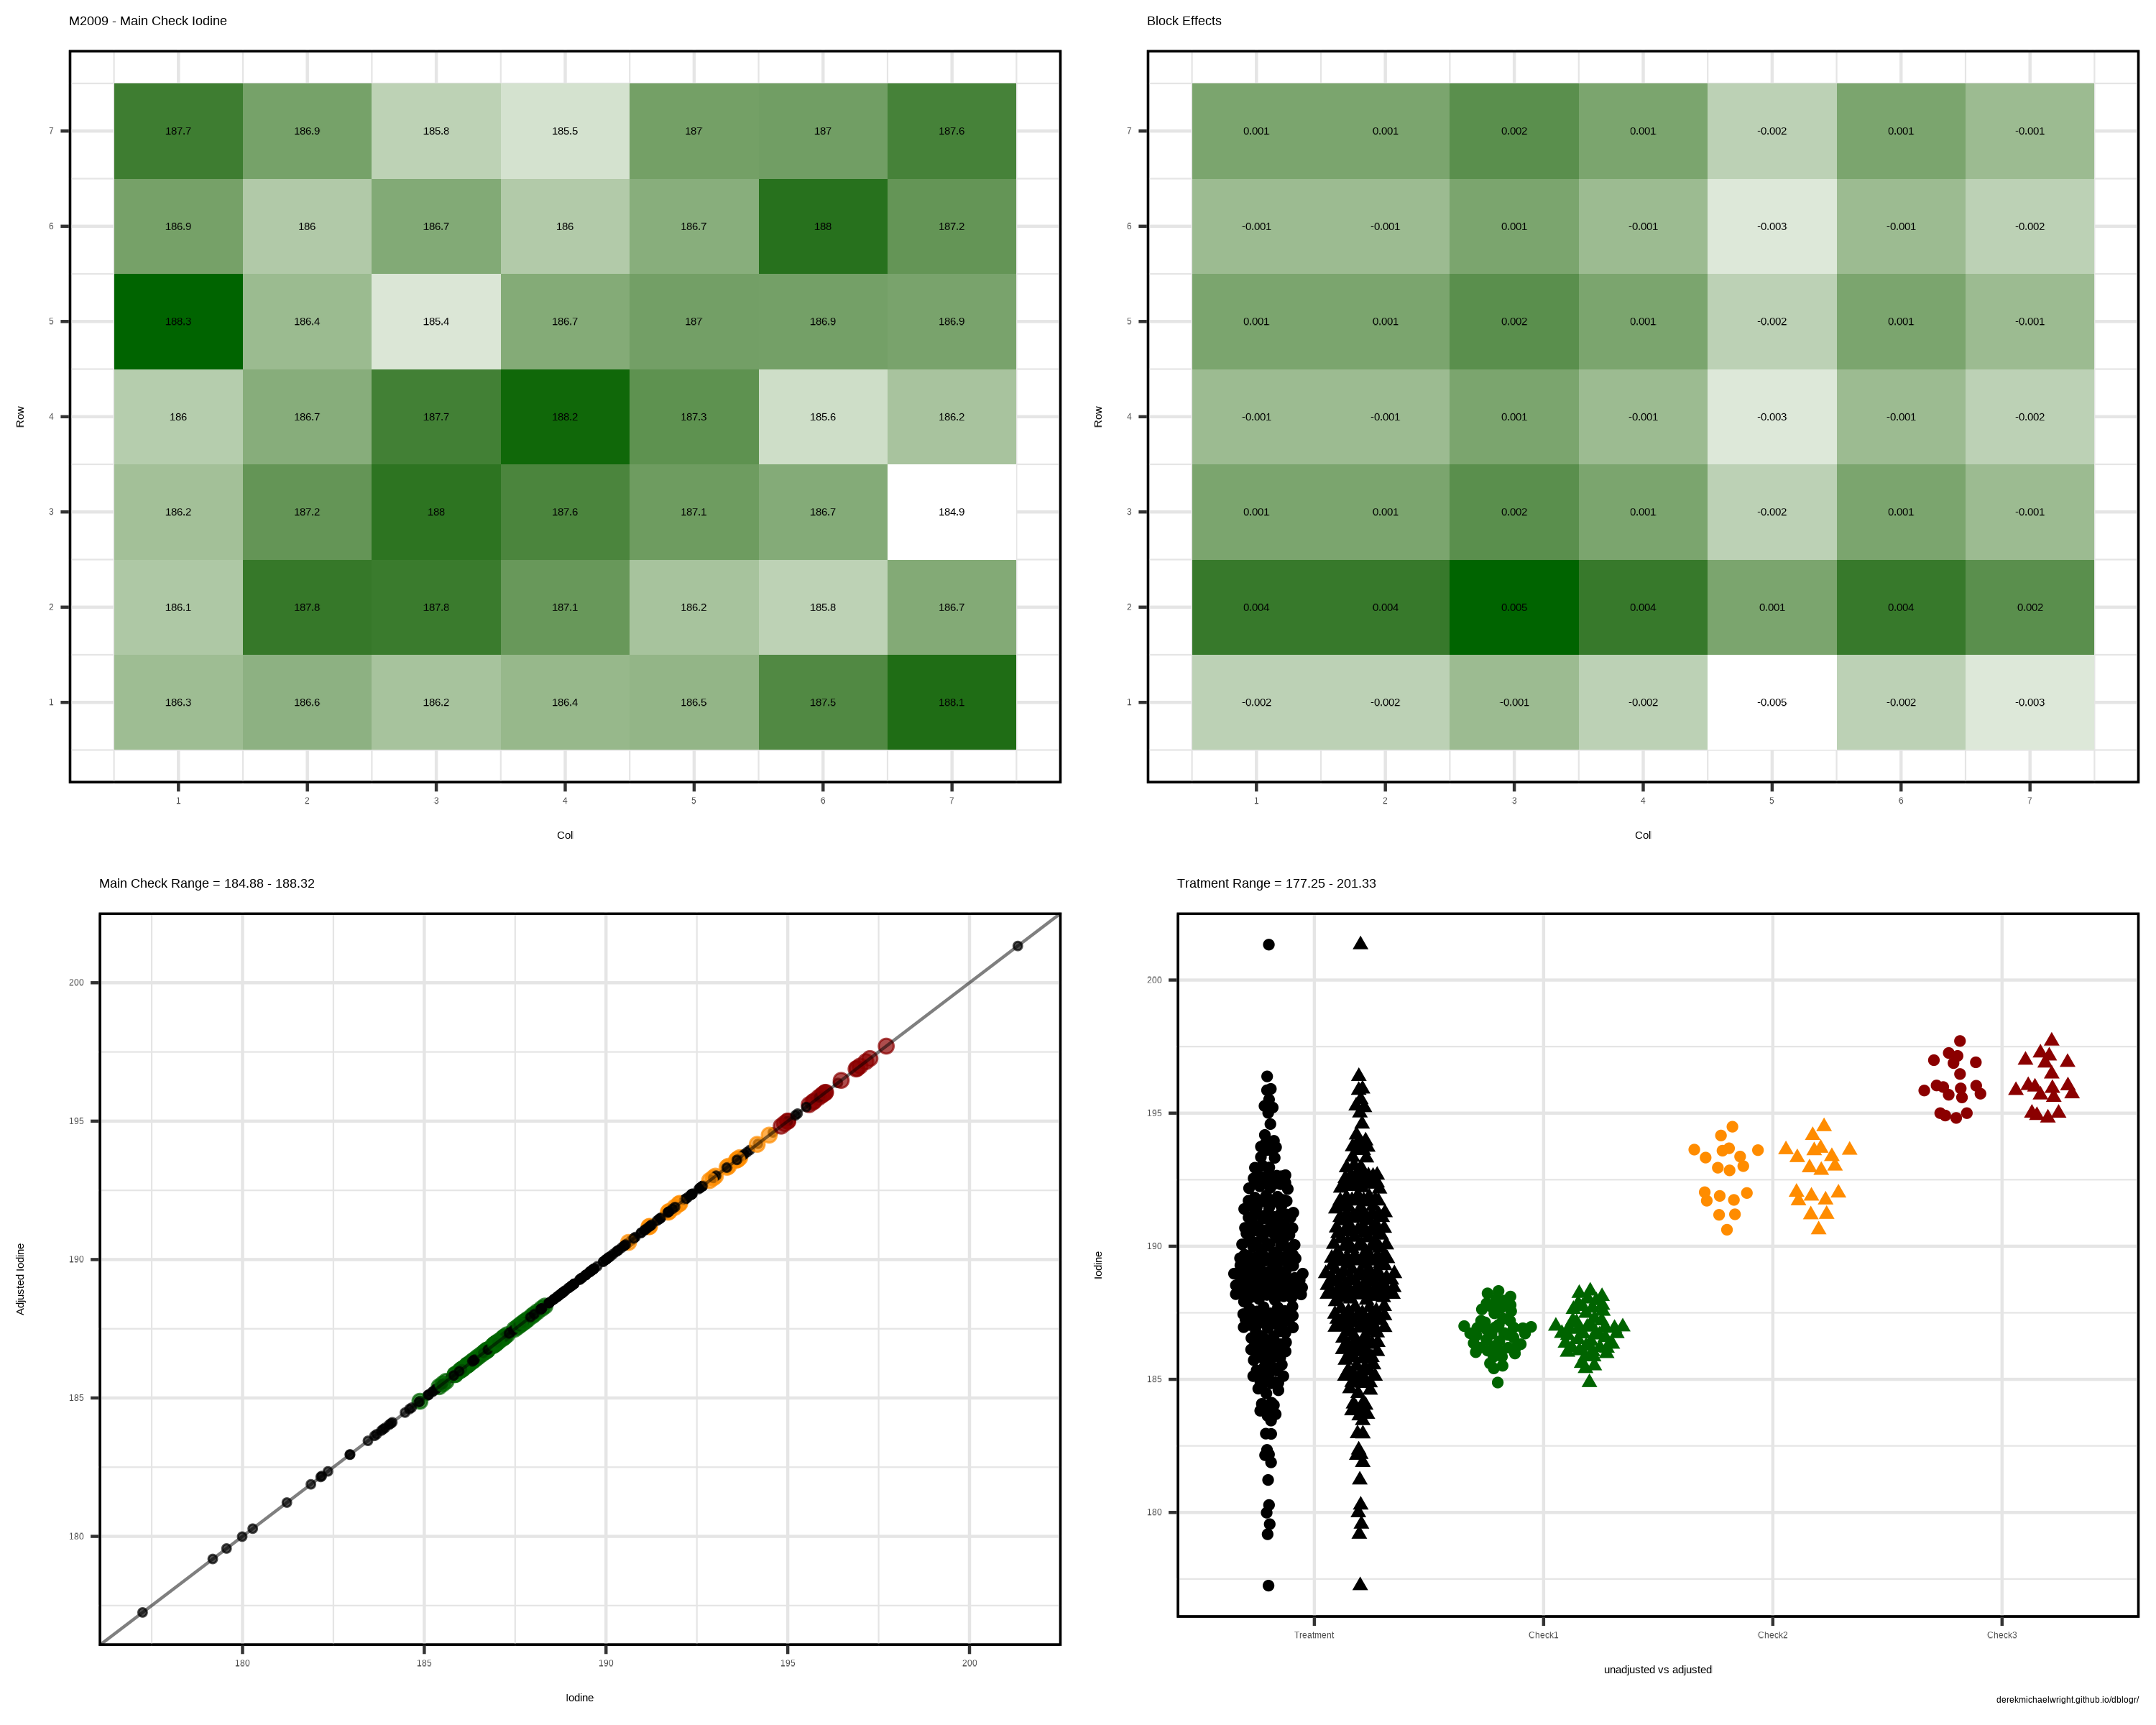 M2009 - Main Check Iodine
7 187.7 186.9 185.8 185.5 187 187 187.6
6 186.9 186 186.7 186 186.7 188 187.2
5 188.3 186.4 185.4 186.7 187 186.9 186.9
4 186 186.7 187.7 188.2 187.3 185.6 186.2
3 186.2 187.2 188 187.6 187.1 186.7 184.9
2 186.1 187.8 187.8 187.1 186.2 185.8 186.7
1 186.3 186.6 186.2 186.4 186.5 187.5 188.1
Row
1 2 3 4 5 6 7
Col
Block Effects
7 0.001 0.001 0.002 0.001 -0.002 0.001 -0.001
6 -0.001 -0.001 0.001 -0.001 -0.003 -0.001 -0.002
5 0.001 0.001 0.002 0.001 -0.002 0.001 -0.001
4 -0.001 -0.001 0.001 -0.001 -0.003 -0.001 -0.002
3 0.001 0.001 0.002 0.001 -0.002 0.001 -0.001
2 0.004 0.004 0.005 0.004 0.001 0.004 0.002
1 -0.002 -0.002 -0.001 -0.002 -0.005 -0.002 -0.003
Row
1 2 3 4 5 6 7
Col
Main Check Range = 184.88 - 188.32
200
195
190
185
180
Adjusted Iodine
180 185 190 195 200
Iodine
Tratment Range = 177.25 - 201.33
200
195
190
185
180
Iodine
Treatment Check1 Check2 Check3
unadjusted vs adjusted
derekmichaelwright.github.io/dblogr/